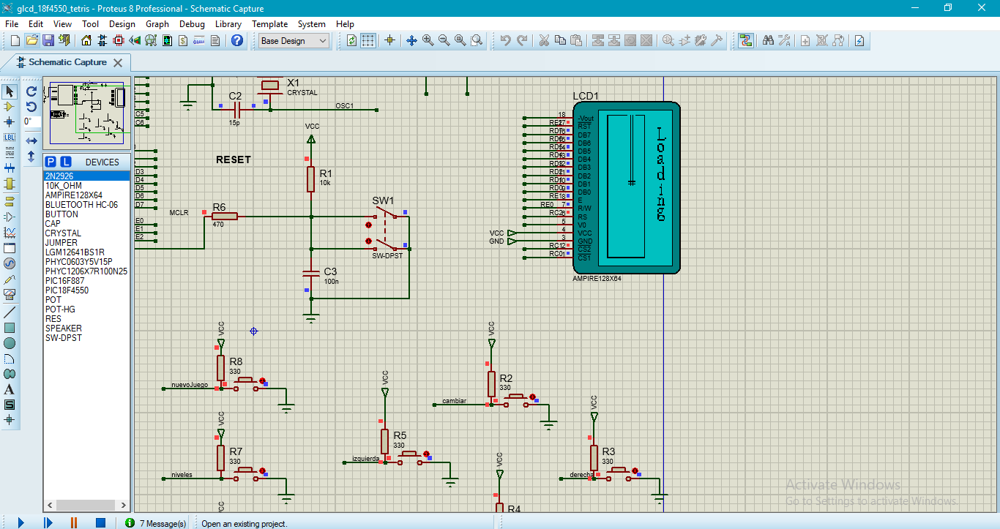 glcd_18f4550_tetris - Proteus 8 Professional - Schematic Capture
File Edit View Tool Design Graph Debug Library Template System Help
Base Design
Schematic Capture
0°
P L DEVICES
2N2926
10K_OHM
AMPIRE128X64
BLUETOOTH HC-06
BUTTON
CAP
CRYSTAL
JUMPER
LGM12641BS1R
PHYC0603Y5V15P
PHYC1206X7R100N25
PIC16F887
PIC18F4550
POT
POT-HG
RES
SPEAKER
SW-DPST
LBL
A
S
C5
C6
D3
D4
D5
D6
D7
E0
E1
E2
X1
CRYSTAL
C2
15p
OSC1
VCC
RESET
R1
10k
SW1
SW-DPST
MCLR
R6
470
C3
100n
LCD1
18 -Vout
RE2 17 RST
RD7 16 DB7
RD6 15 DB6
RD5 14 DB5
RD4 13 DB4
RD3 12 DB3
RD2 11 DB2
RD1 10 DB1
RD0 9 DB0
RE1 8 E
RE0 7 R/W
RC2 6 RS
5 V0
VCC 4 VCC
GND 3 GND
RC1 2 CS2
RC0 1 CS1
Loading
AMPIRE128X64
VCC
R8
330
nuevoJuego
VCC
R7
330
niveles
VCC
VCC
R5
330
izquierda
VCC
R2
330
cambiar
VCC
R4
VCC
R3
330
derecha
Activate Windows
Go to Settings to activate Windows.
7 Message(s)
Open an existing project.